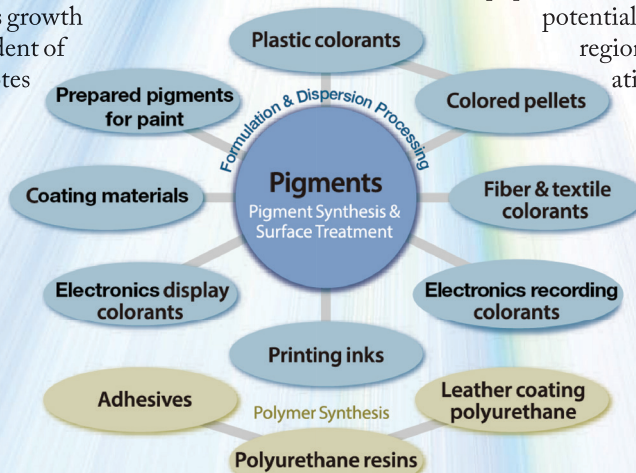 s growth
dent of
otes
potential
region
ati
Plastic colorants
Prepared pigments
for paint
Formulation & Dispersion Processing
Colored pellets
Pigments
Pigment Synthesis &
Surface Treatment
Coating materials
Fiber & textile
colorants
Electronics display
colorants
Electronics recording
colorants
Printing inks
Adhesives
Polymer Synthesis
Leather coating
polyurethane
Polyurethane resins